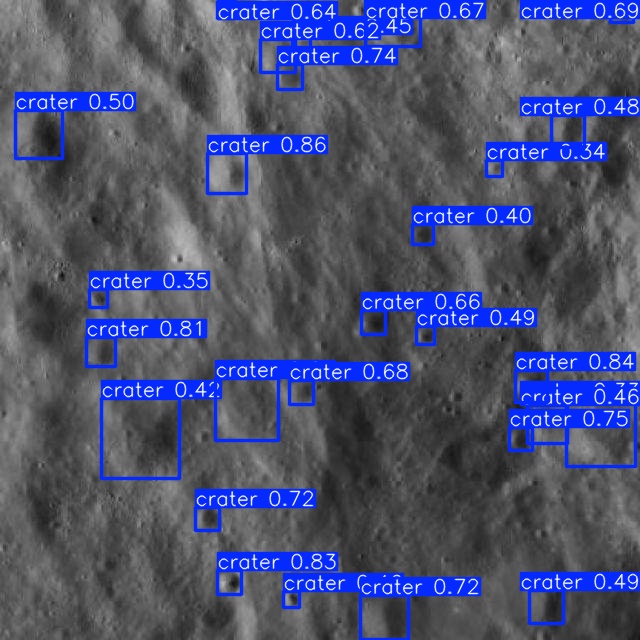 crater 0.64
crater 0.67
crater 0.69
crater 0.62
45
crater 0.74
crater 0.50
crater 0.48
crater 0.86
crater 0.34
crater 0.40
crater 0.35
crater 0.66
crater 0.49
crater 0.81
crater 0.84
crater
crater 0.68
crater 0.42
crater 0.46
crater 0.75
crater 0.72
crater 0.83
crater
crater 0.72
crater 0.49